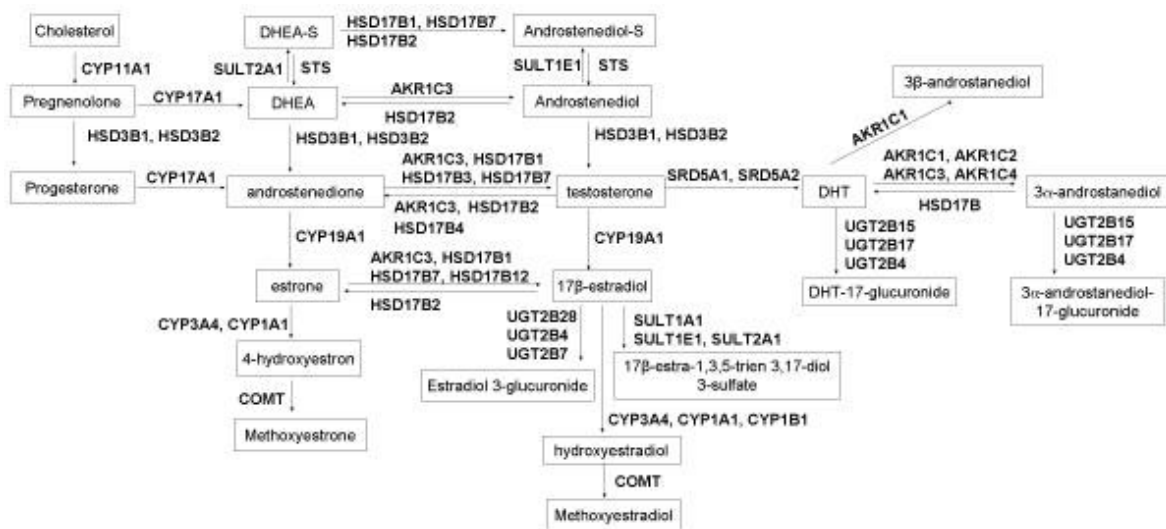 Cholesterol
DHEA-S
HSD17B1, HSD17B7
HSD17B2
Androstenediol-S
CYP11A1
SULT2A1
STS
SULT1E1
STS
3β-androstanediol
Pregnenolone
CYP17A1
DHEA
AKR1C3
HSD17B2
Androstenediol
AKR1C1
HSD3B1, HSD3B2
HSD3B1, HSD3B2
HSD3B1, HSD3B2
AKR1C3, HSD17B1
HSD17B3, HSD17B7
AKR1C1, AKR1C2
AKR1C3, AKR1C4
Progesterone
CYP17A1
androstenedione
testosterone
SRD5A1, SRD5A2
DHT
3α-androstanediol
AKR1C3, HSD17B2
HSD17B4
HSD17B
CYP19A1
CYP19A1
UGT2B15
UGT2B17
UGT2B4
UGT2B15
UGT2B17
UGT2B4
AKR1C3, HSD17B1
HSD17B7, HSD17B12
estrone
17β-estradiol
HSD17B2
DHT-17-glucuronide
3α-androstanediol-
17-glucuronide
CYP3A4, CYP1A1
UGT2B28
UGT2B4
UGT2B7
SULT1A1
SULT1E1, SULT2A1
4-hydroxyestron
Estradiol 3-glucuronide
17β-estra-1,3,5-trien 3,17-diol
3-sulfate
COMT
CYP3A4, CYP1A1, CYP1B1
Methoxyestrone
hydroxyestradiol
COMT
Methoxyestradiol